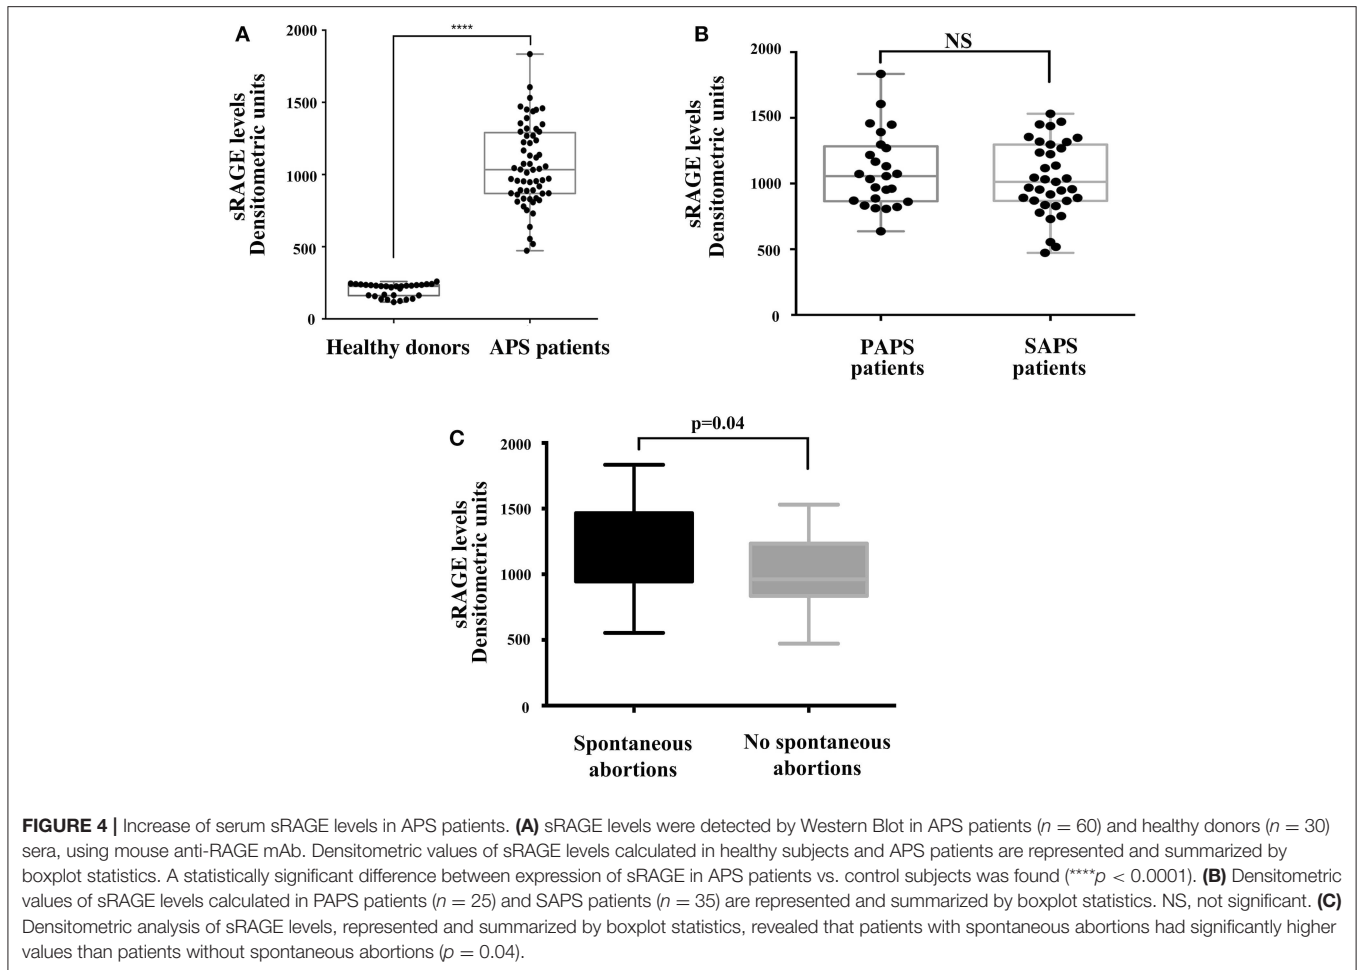 A
****
2000
1500
1000
500
0
sRAGE levels
Densitometric units
Healthy donors
APS patients
B
NS
2000
1500
1000
500
0
sRAGE levels
Densitometric units
PAPS
patients
SAPS
patients
C
p=0.04
2000
1500
1000
500
0
sRAGE levels
Densitometric units
Spontaneous
abortions
No spontaneous
abortions
FIGURE 4 | Increase of serum sRAGE levels in APS patients. (A) sRAGE levels were detected by Western Blot in APS patients (n = 60) and healthy donors (n = 30)
sera, using mouse anti-RAGE mAb. Densitometric values of sRAGE levels calculated in healthy subjects and APS patients are represented and summarized by
boxplot statistics. A statistically significant difference between expression of sRAGE in APS patients vs. control subjects was found (****p < 0.0001). (B) Densitometric
values of sRAGE levels calculated in PAPS patients (n = 25) and SAPS patients (n = 35) are represented and summarized by boxplot statistics. NS, not significant. (C)
Densitometric analysis of sRAGE levels, represented and summarized by boxplot statistics, revealed that patients with spontaneous abortions had significantly higher
values than patients without spontaneous abortions (p = 0.04).